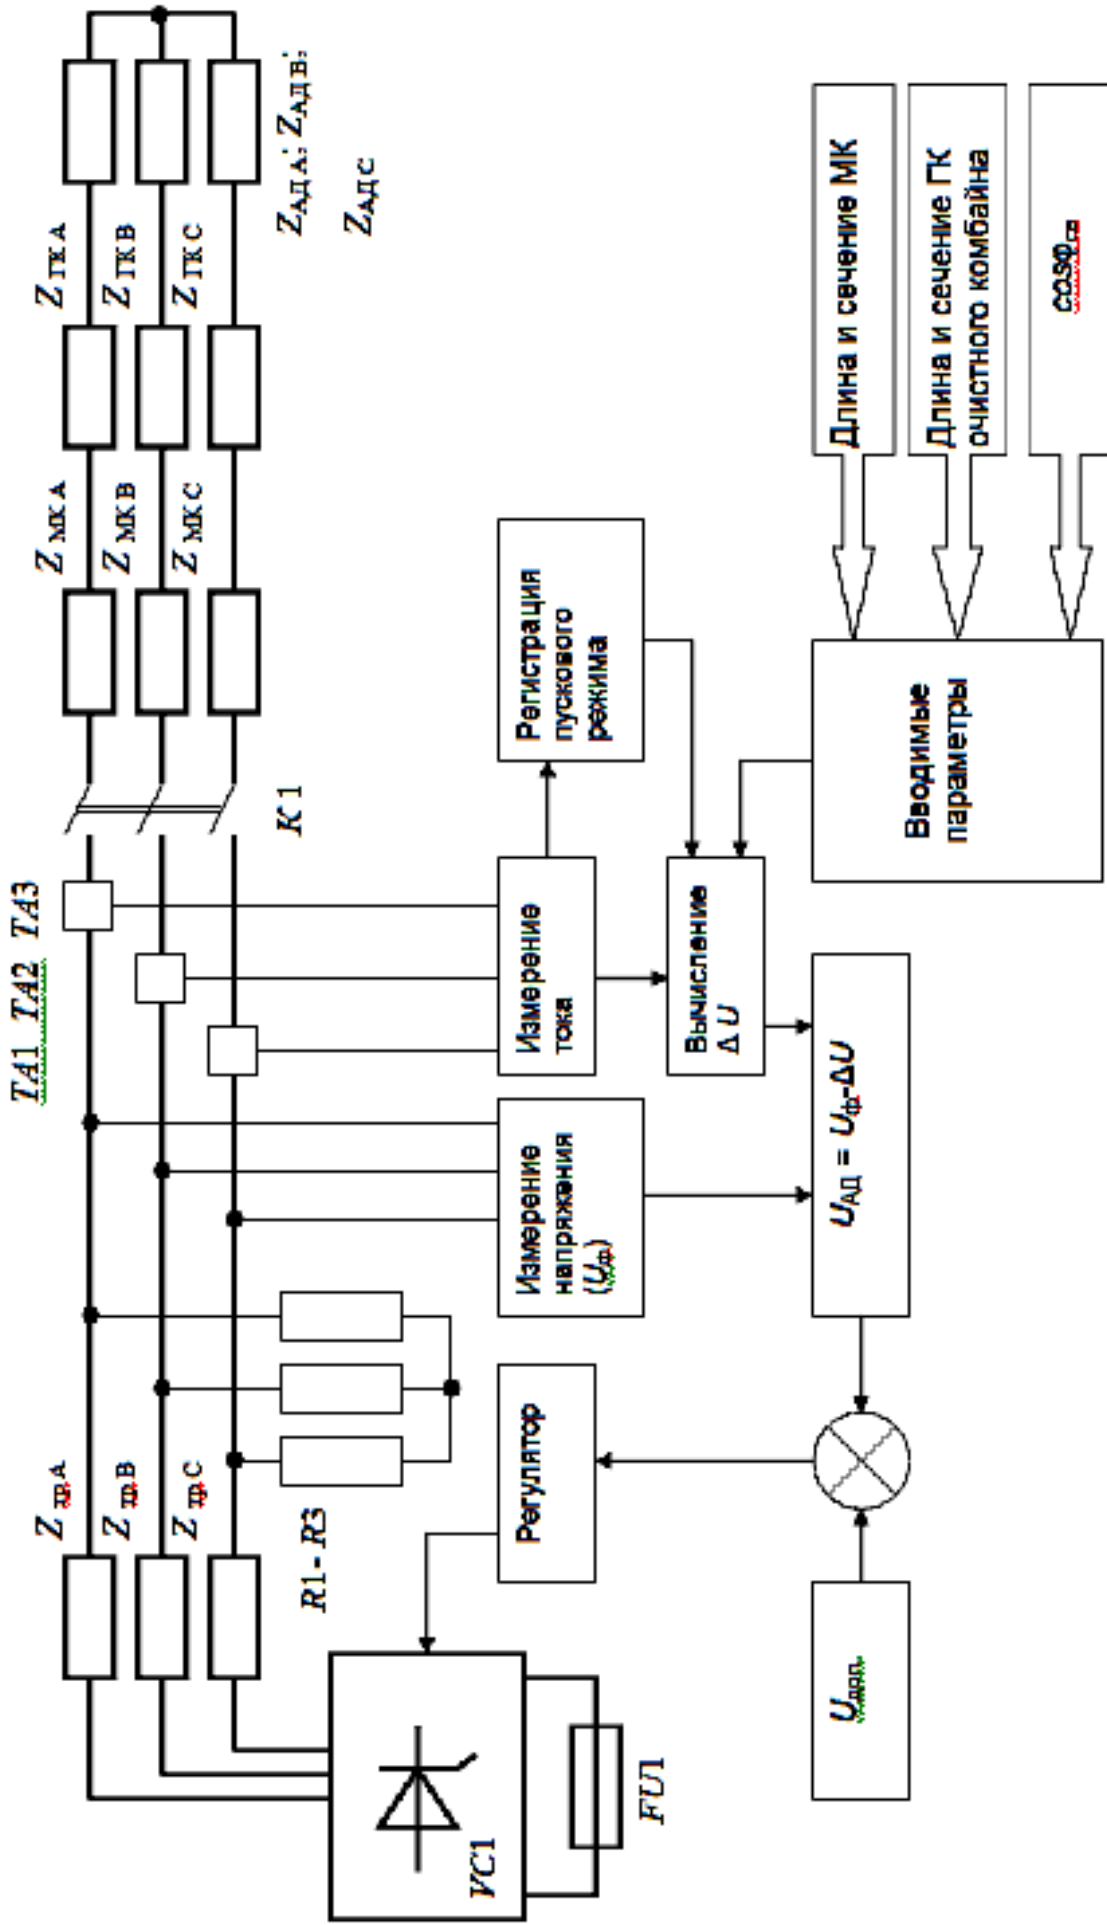 TA1 TA2 TA3
Z тр A
Z тр B
Z тр C
Z МК A
Z МК B
Z МК C
Z ГК A
Z ГК B
Z ГК C
Z АД A; Z АД B;
Z АД C
K 1
R1- R3
VC1
FU1
Регулятор
Измерение
напряжения
(Uф)
Измерение
тока
Регистрация
пускового
режима
Вычисление
Δ U
Uдоп
UАД = Uф-ΔU
Вводимые
параметры
Длина и сечение МК
Длина и сечение ГК
очистного комбайна
cosφсв